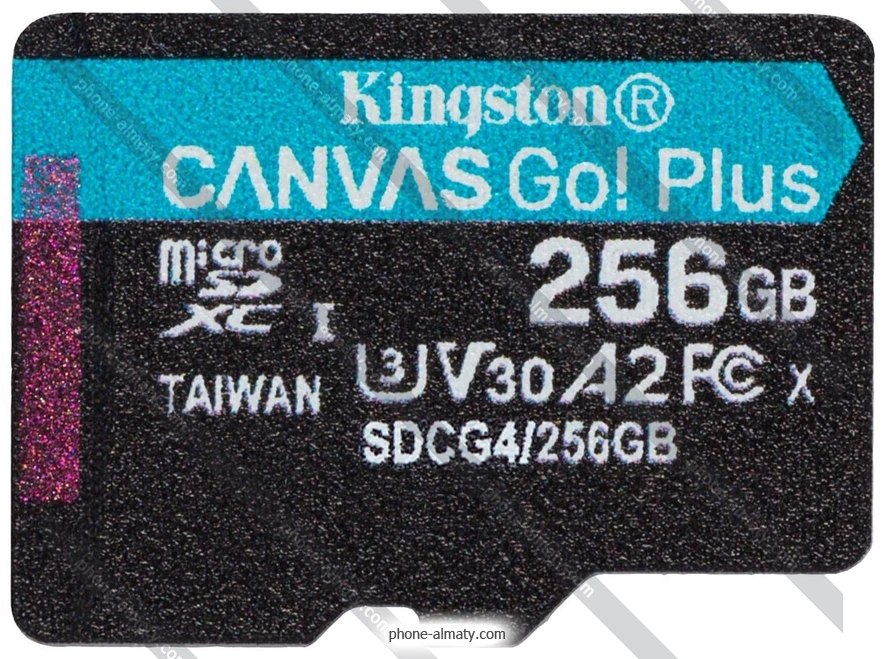 Kingston®
CANVAS Go! Plus
micro
SD
XC I
256GB
U3 V30 A2 FC X
TAIWAN
SDCG4/256GB
phone-almaty.com